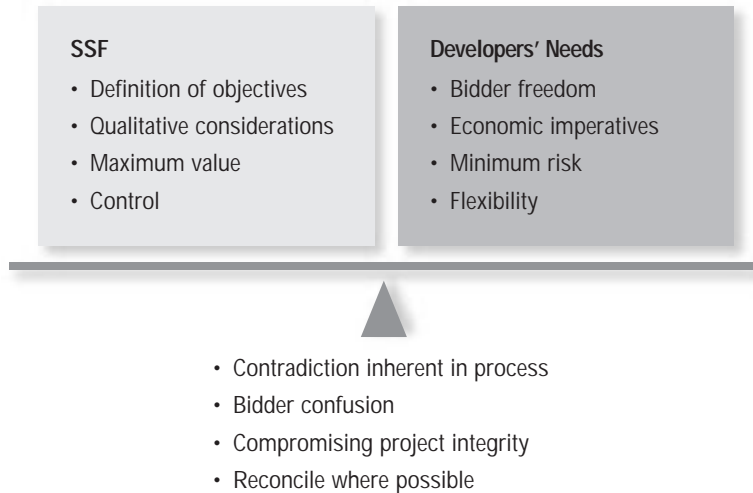 SSF
• Definition of objectives
• Qualitative considerations
• Maximum value
• Control
Developers’ Needs
• Bidder freedom
• Economic imperatives
• Minimum risk
• Flexibility
• Contradiction inherent in process
• Bidder confusion
• Compromising project integrity
• Reconcile where possible